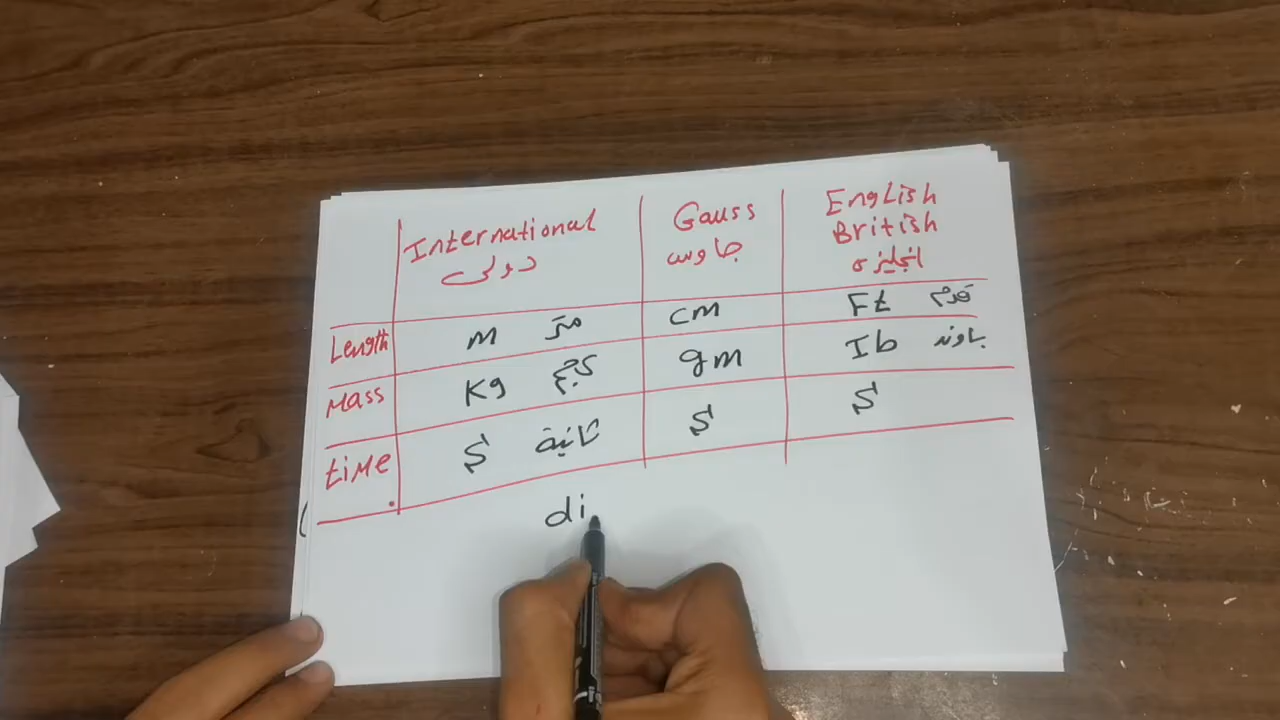 International
دولى
Gauss
جاوس
English
British
انجليزى
Length
m متر
cm
Ft قدم
Mass
Kg كجم
gm
Ib باوند
time
S ثانية
S
S
di